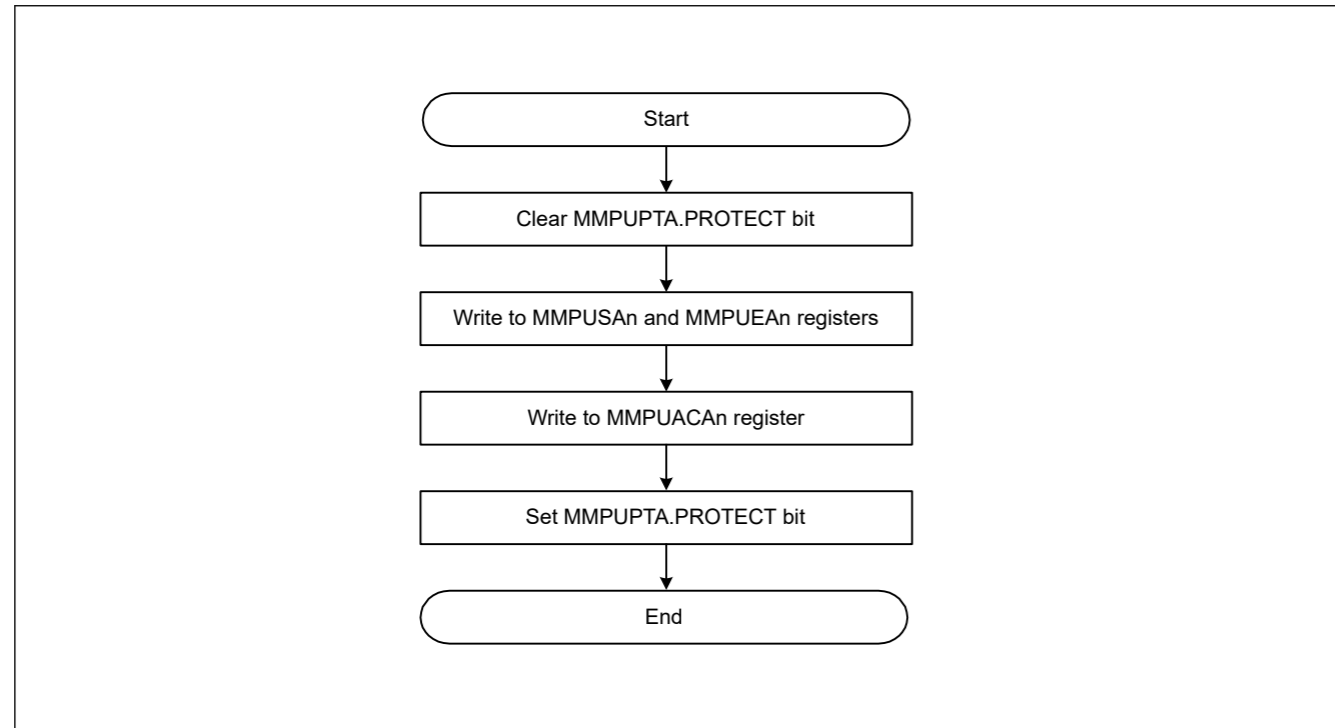 Start
Clear MMPUPTA.PROTECT bit
Write to MMPUSAn and MMPUEAn registers
Write to MMPUACAn register
Set MMPUPTA.PROTECT bit
End